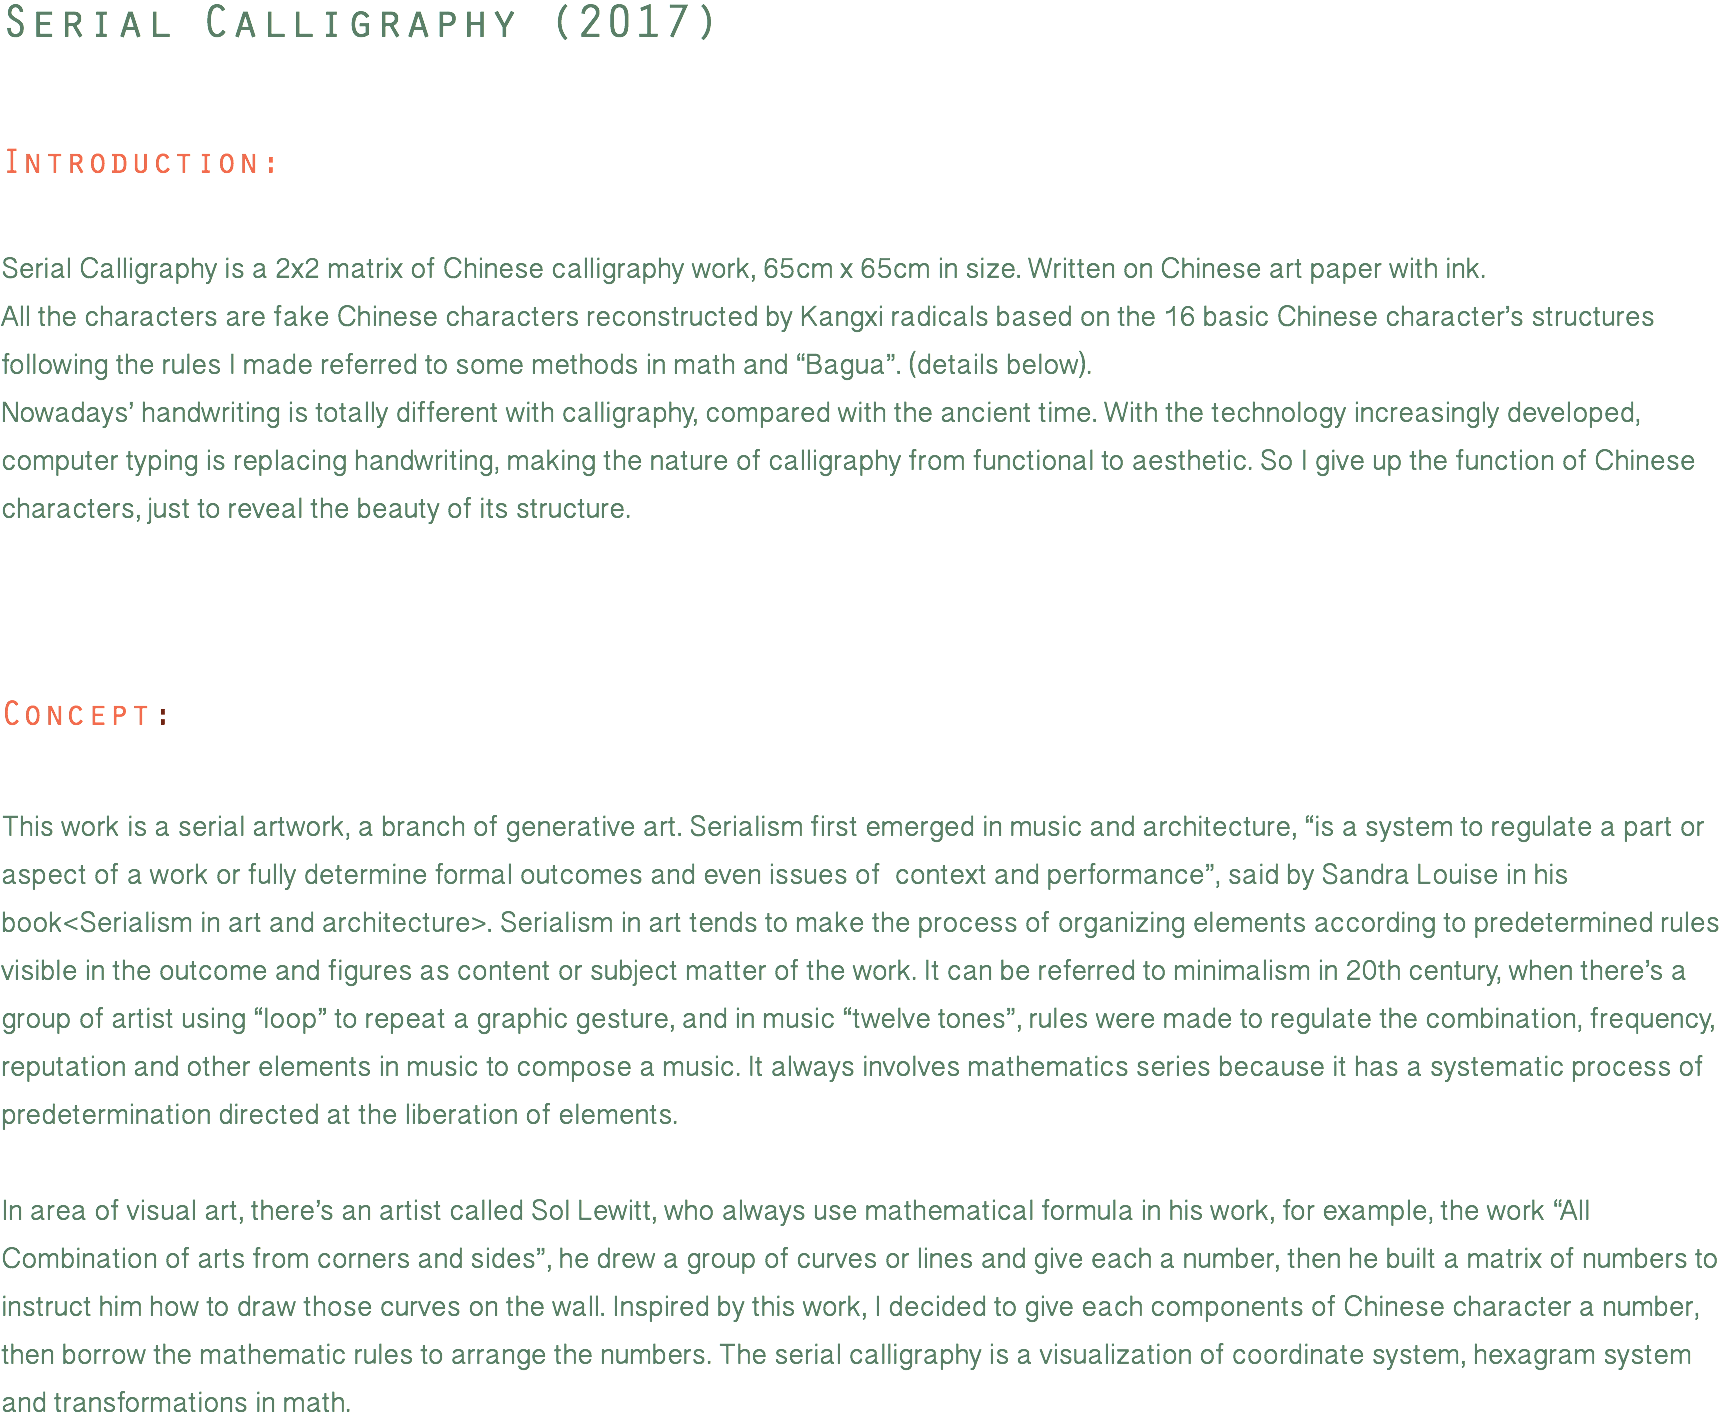 Serial Calligraphy (2017)
Introduction:
Serial Calligraphy is a 2x2 matrix of Chinese calligraphy work, 65cm x 65cm in size. Written on Chinese art paper with ink.
All the characters are fake Chinese characters reconstructed by Kangxi radicals based on the 16 basic Chinese character’s structures
following the rules I made referred to some methods in math and “Bagua”. (details below).
Nowadays’ handwriting is totally different with calligraphy, compared with the ancient time. With the technology increasingly developed,
computer typing is replacing handwriting, making the nature of calligraphy from functional to aesthetic. So I give up the function of Chinese
characters, just to reveal the beauty of its structure.
Concept:
This work is a serial artwork, a branch of generative art. Serialism first emerged in music and architecture, “is a system to regulate a part or
aspect of a work or fully determine formal outcomes and even issues of  context and performance”, said by Sandra Louise in his
book<Serialism in art and architecture>. Serialism in art tends to make the process of organizing elements according to predetermined rules
visible in the outcome and figures as content or subject matter of the work. It can be referred to minimalism in 20th century, when there’s a
group of artist using “loop” to repeat a graphic gesture, and in music “twelve tones”, rules were made to regulate the combination, frequency,
reputation and other elements in music to compose a music. It always involves mathematics series because it has a systematic process of
predetermination directed at the liberation of elements.
In area of visual art, there’s an artist called Sol Lewitt, who always use mathematical formula in his work, for example, the work “All
Combination of arts from corners and sides”, he drew a group of curves or lines and give each a number, then he built a matrix of numbers to
instruct him how to draw those curves on the wall. Inspired by this work, I decided to give each components of Chinese character a number,
then borrow the mathematic rules to arrange the numbers. The serial calligraphy is a visualization of coordinate system, hexagram system
and transformations in math.